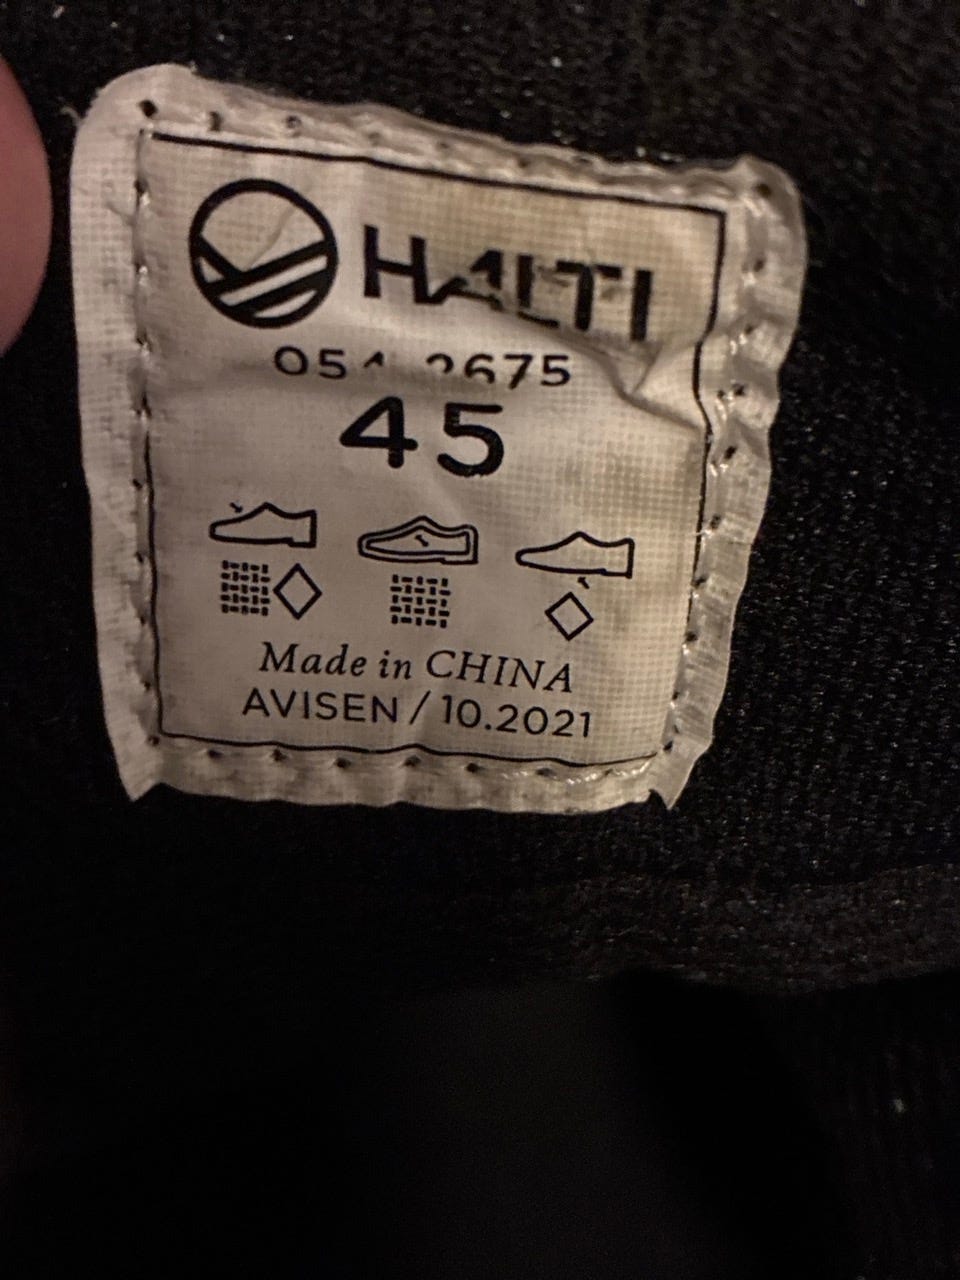 HALTI
45
Made in CHINA
AVISEN / 10.2021